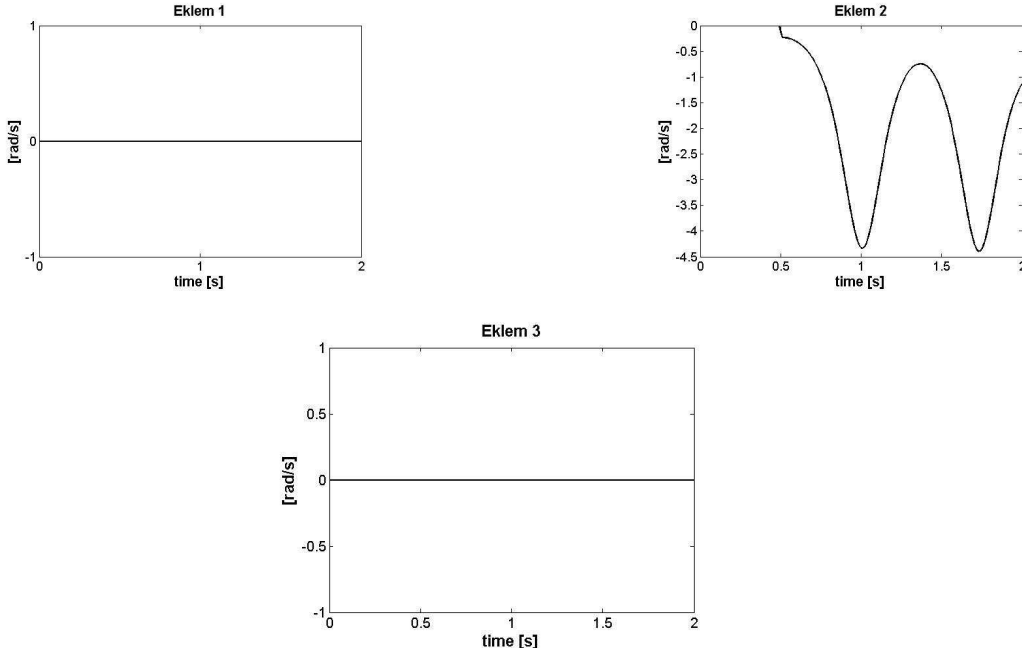 Eklem 1
1
0
-1
[rad/s]
0 1 2
time [s]
Eklem 2
0
-0.5
-1
-1.5
-2
-2.5
-3
-3.5
-4
-4.5
[rad/s]
0 0.5 1 1.5 2
time [s]
Eklem 3
1
0.5
0
-0.5
-1
[rad/s]
0 0.5 1 1.5 2
time [s]